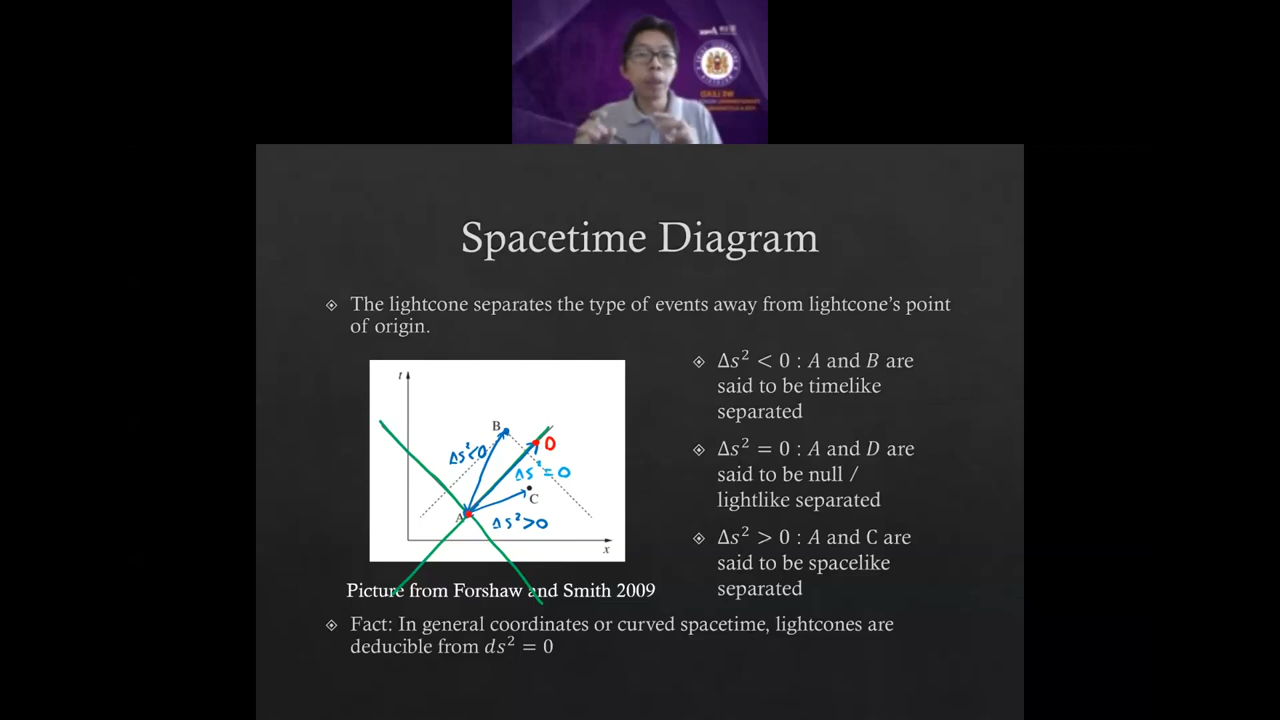 Spacetime Diagram
The lightcone separates the type of events away from lightcone's point
of origin.
t
B
Δs²<0
D
Δs²=0
C
A
Δs²>0
x
Picture from Forshaw and Smith 2009
Δs² < 0 : A and B are
said to be timelike
separated
Δs² = 0 : A and D are
said to be null /
lightlike separated
Δs² > 0 : A and C are
said to be spacelike
separated
Fact: In general coordinates or curved spacetime, lightcones are
deducible from ds² = 0